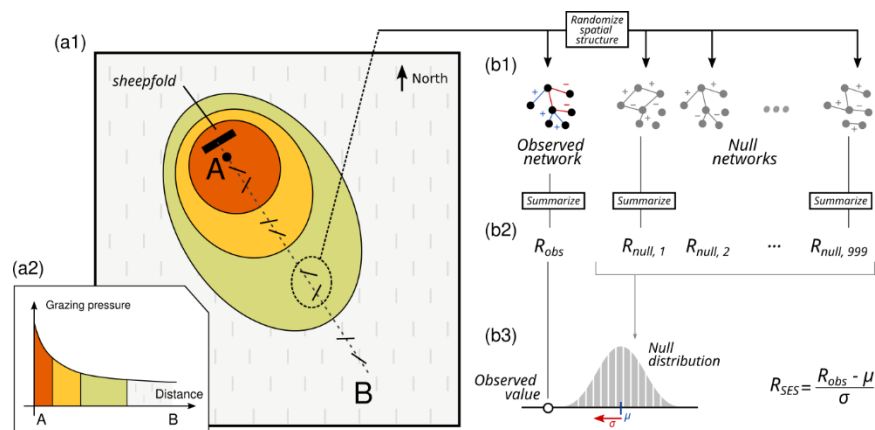 (a1)
North
sheepfold
A
B
(a2)
Grazing pressure
Distance
A
B
Randomize
spatial
structure
(b1)
+
-
-
+
+
+
+
-
-
+
+
-
-
+
-
+
Observed
network
Null
networks
Summarize
Summarize
Summarize
(b2)
R_obs
R_null, 1
R_null, 2
...
R_null, 999
(b3)
Null
distribution
Observed
value
σ
μ
R_SES = (R_obs - μ) / σ